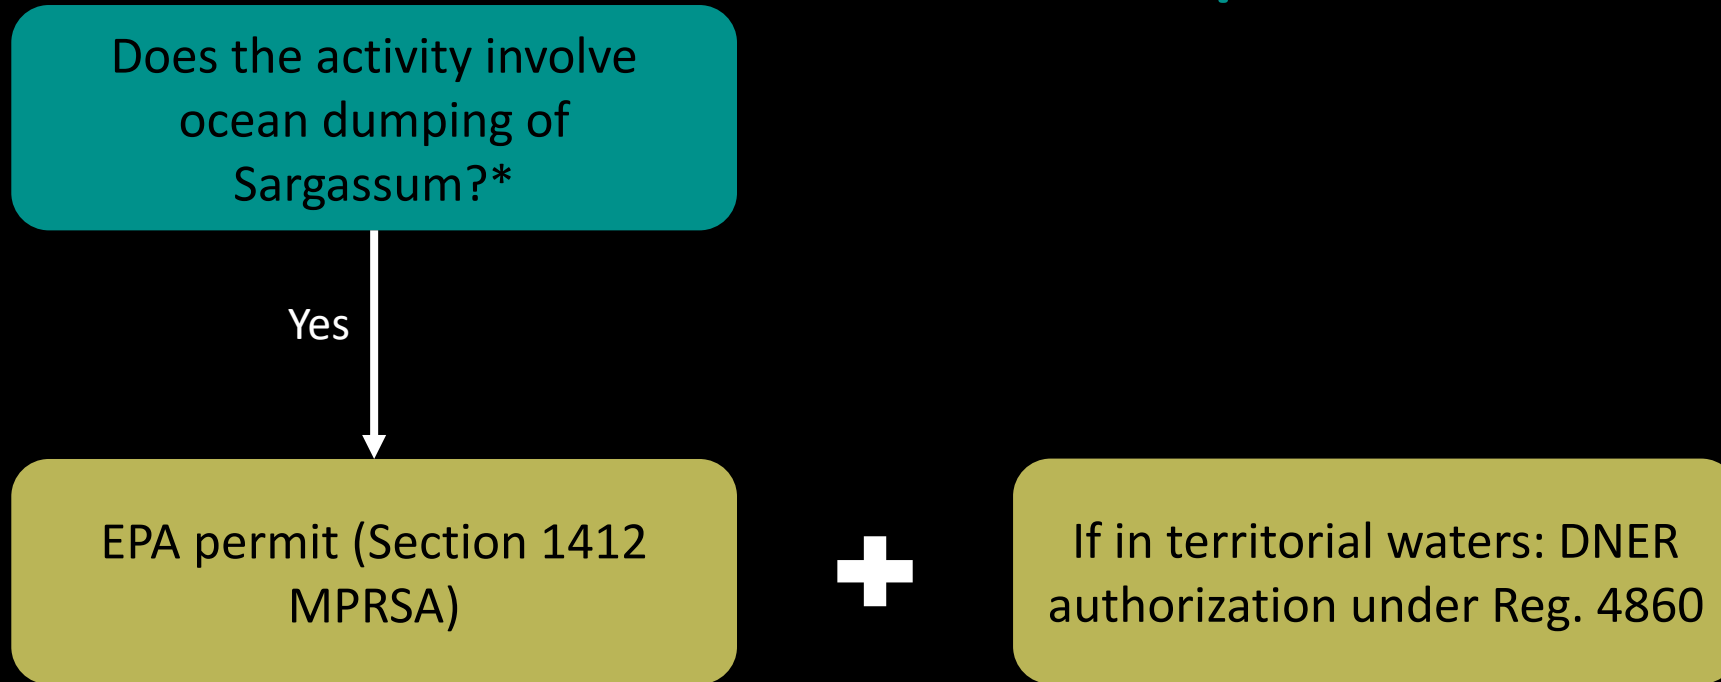 Does the activity involve
ocean dumping of
Sargassum?*
Yes
EPA permit (Section 1412
MPRSA)
If in territorial waters: DNER
authorization under Reg. 4860